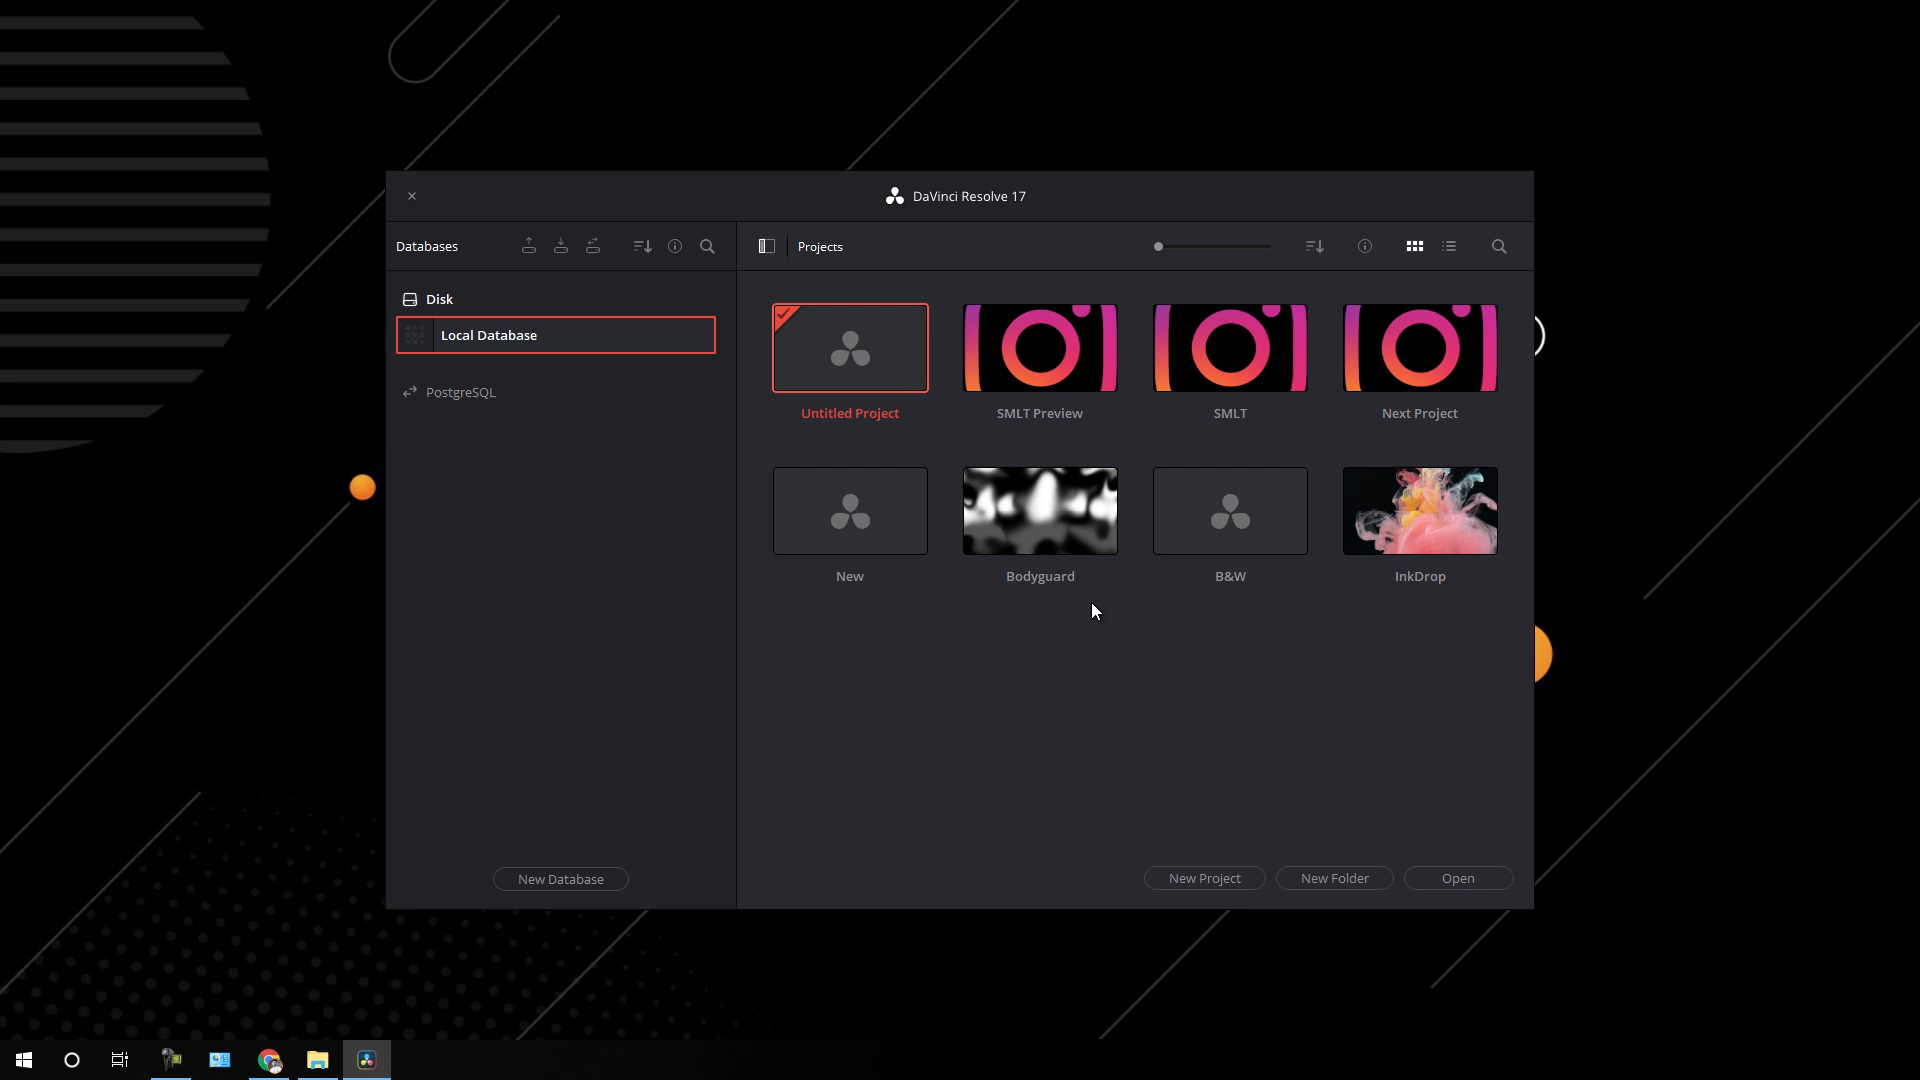 DaVinci Resolve 17
Databases
Projects
Disk
Local Database
PostgreSQL
Untitled Project
SMLT Preview
SMLT
Next Project
New
Bodyguard
B&W
InkDrop
New Database
New Project
New Folder
Open